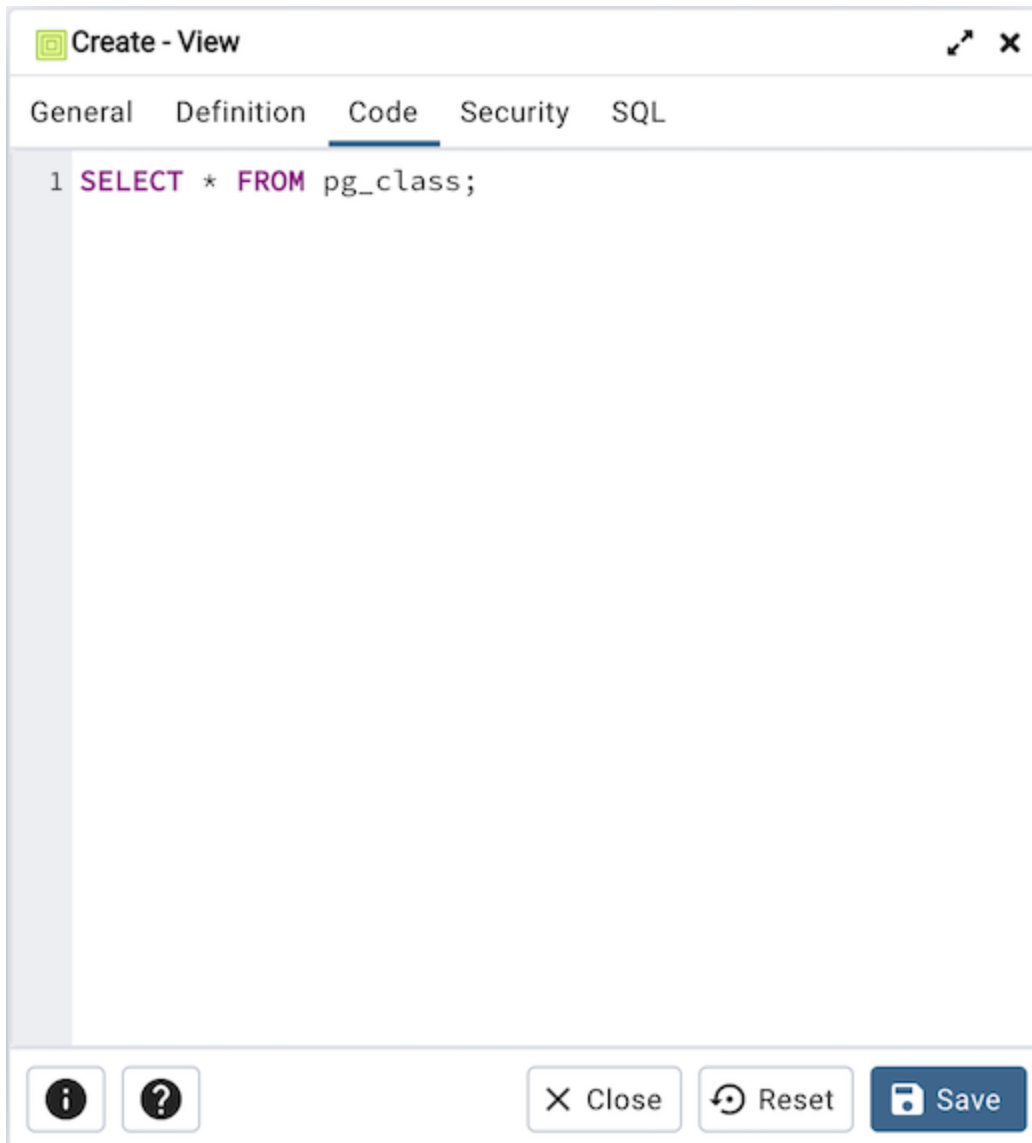 Create - View
General Definition Code Security SQL
1 SELECT * FROM pg_class;
Close Reset Save